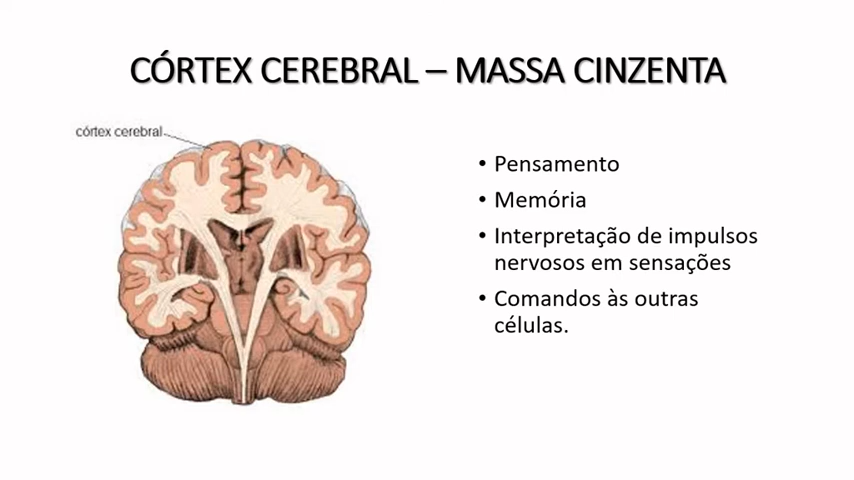 CÓRTEX CEREBRAL – MASSA CINZENTA
córtex cerebral
• Pensamento
• Memória
• Interpretação de impulsos
nervosos em sensações
• Comandos às outras
células.